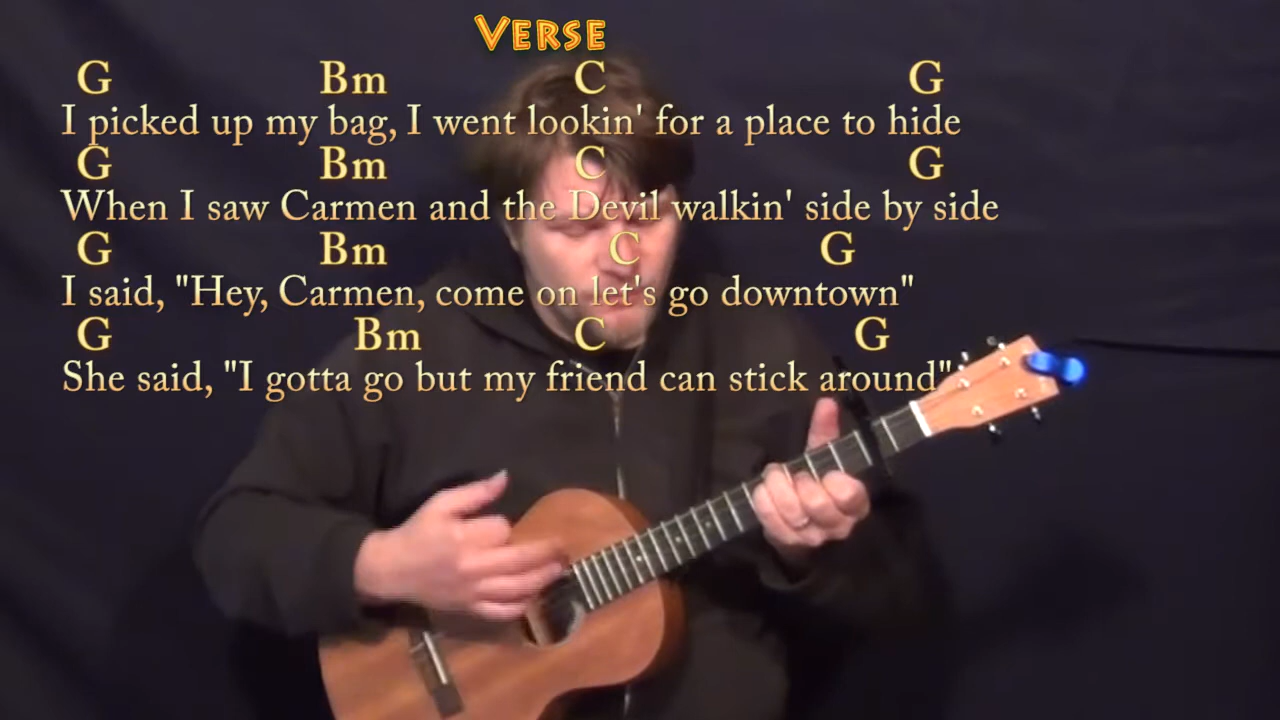 VERSE
G Bm C G
I picked up my bag, I went lookin' for a place to hide
G Bm C G
When I saw Carmen and the Devil walkin' side by side
G Bm C G
I said, "Hey, Carmen, come on let's go downtown"
G Bm C G
She said, "I gotta go but my friend can stick around"